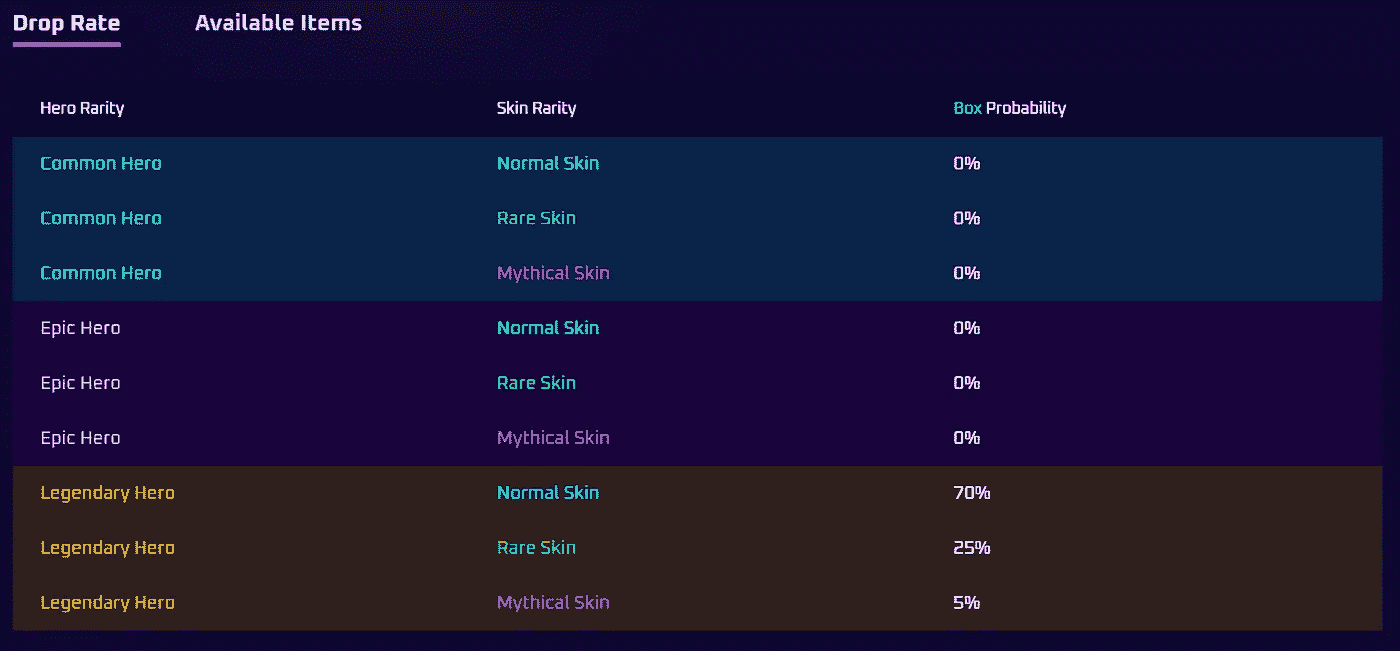 Drop Rate Available Items
Hero Rarity Skin Rarity Box Probability
Common Hero Normal Skin 0%
Common Hero Rare Skin 0%
Common Hero Mythical Skin 0%
Epic Hero Normal Skin 0%
Epic Hero Rare Skin 0%
Epic Hero Mythical Skin 0%
Legendary Hero Normal Skin 70%
Legendary Hero Rare Skin 25%
Legendary Hero Mythical Skin 5%